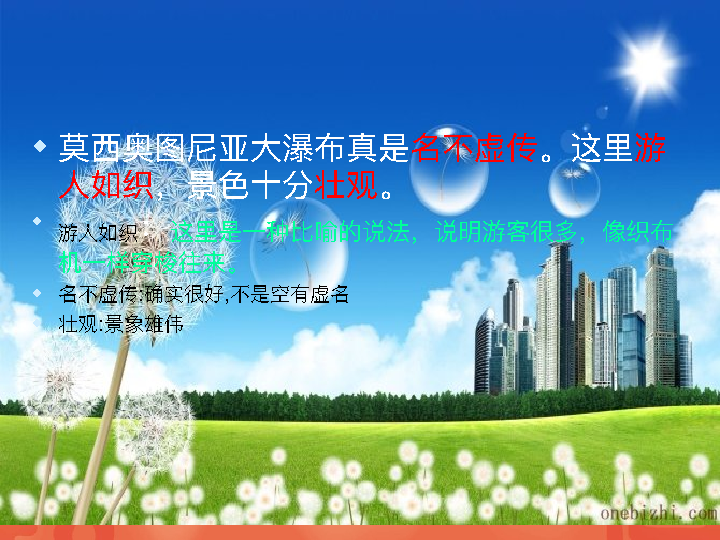 莫西奥图尼亚大瀑布真是名不虚传。这里游
人如织，景色十分壮观。
游人如织 这里是一种比喻的说法，说明游客很多，像织布
机一样穿梭往来。
名不虚传:确实很好,不是空有虚名
壮观:景象雄伟
onebizhi.com